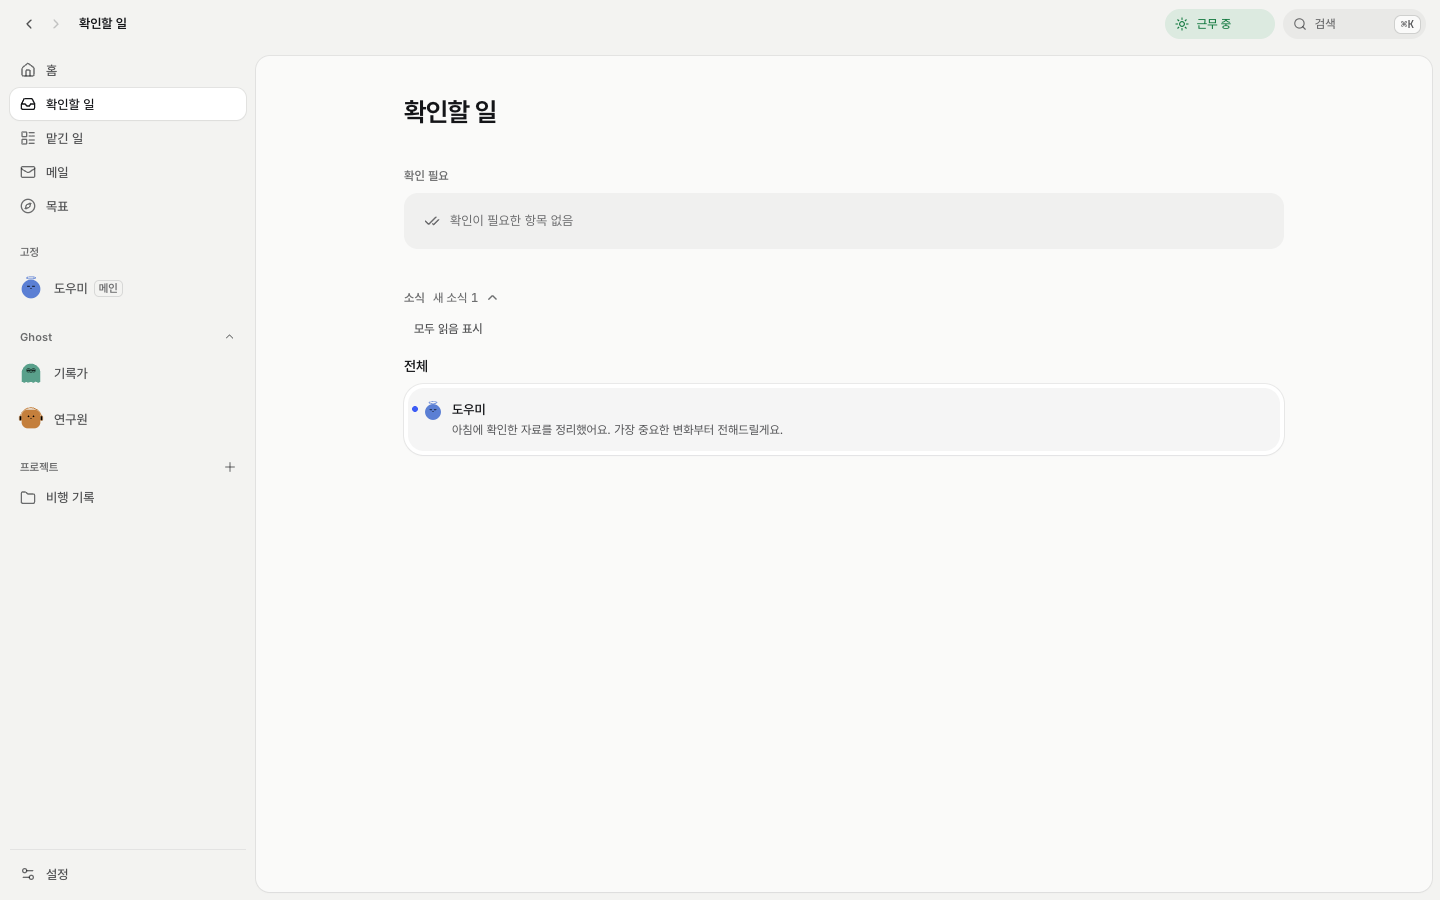 확인할 일
근무 중
검색
⌘K
홈
확인할 일
맡긴 일
메일
목표
고정
도우미 메인
Ghost
기록가
연구원
프로젝트
비행 기록
설정
확인할 일
확인 필요
확인이 필요한 항목 없음
소식 새 소식 1
모두 읽음 표시
전체
도우미
아침에 확인한 자료를 정리했어요. 가장 중요한 변화부터 전해드릴게요.